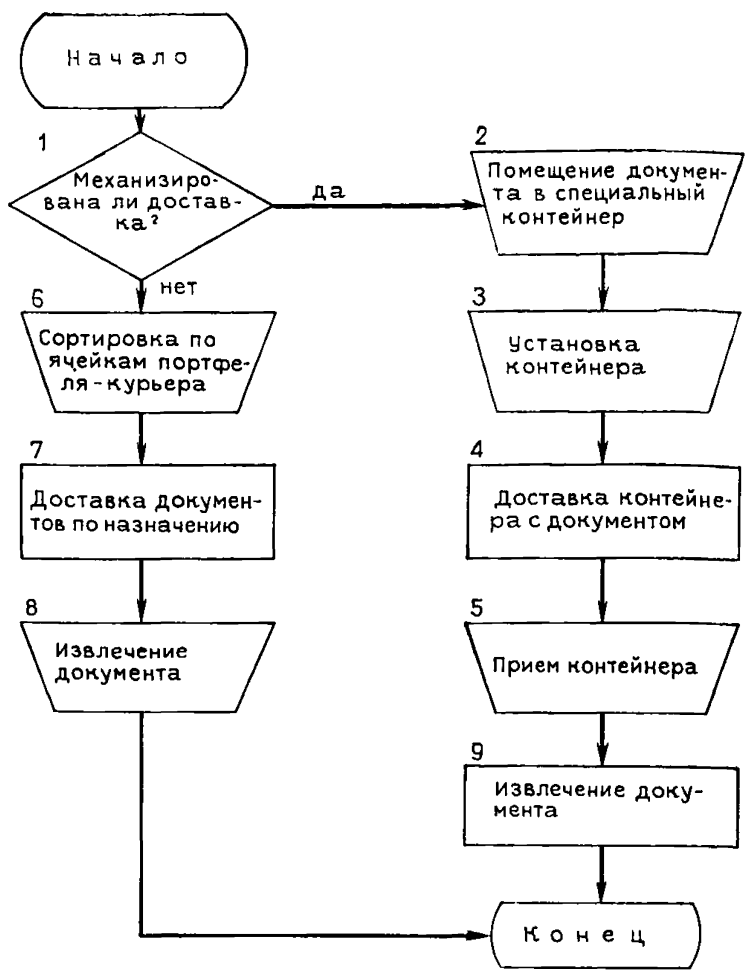 Начало
1
Механизиро-
вана ли достав-
ка?
да
2
Помещение докумен-
та в специальный
контейнер
нет
6
Сортировка по
ячейкам портфе-
ля-курьера
3
Установка
контейнера
7
Доставка докумен-
тов по назначению
4
Доставка контейне-
ра с документом
8
Извлечение
документа
5
Прием контейнера
9
Извлечение доку-
мента
Конец